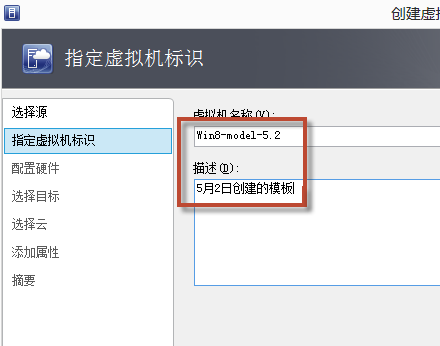 创建虚
指定虚拟机标识
选择源
指定虚拟机标识
配置硬件
选择目标
选择云
添加属性
摘要
虚拟机名称(V):
Win8-model-5.2
描述(D):
5月2日创建的模板